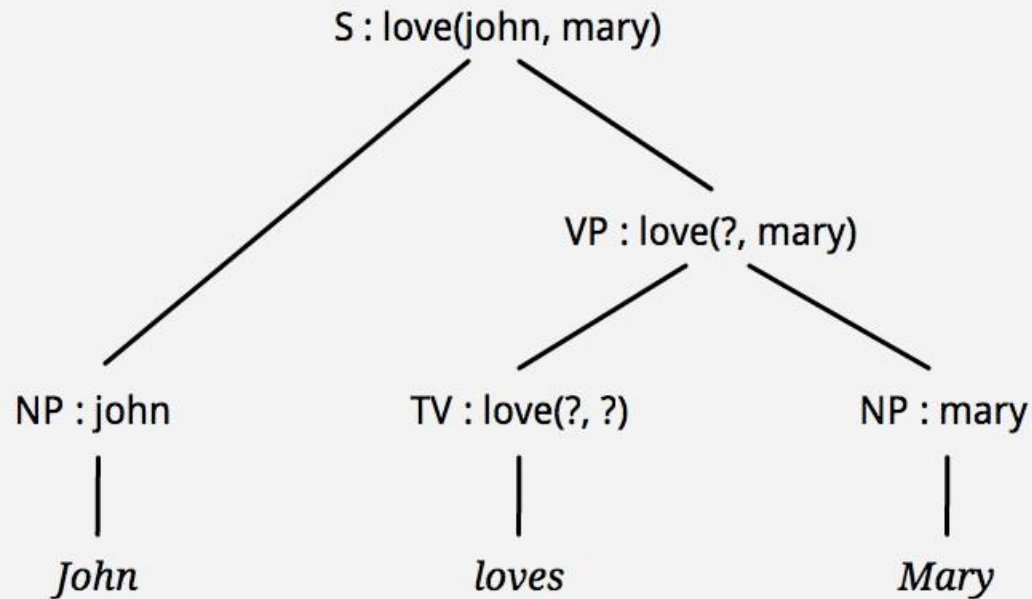 S : love(john, mary)
VP : love(?, mary)
NP : john TV : love(?, ?) NP : mary
John loves Mary